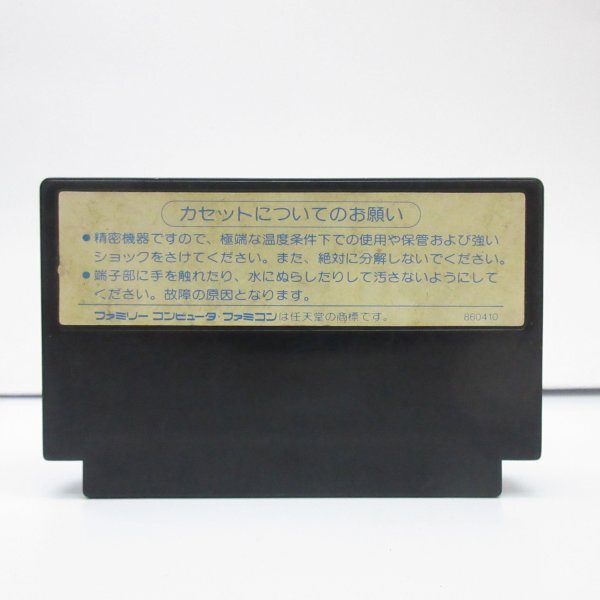 カセットについてのお願い
●精密機器ですので、極端な温度条件下での使用や保管および強い
ショックをさけてください。また、絶対に分解しないでください。
●端子部に手を触れたり、水にぬらしたりして汚さないようにして
ください。故障の原因となります。
ファミリー コンピュータ・ファミコンは任天堂の商標です。 860410